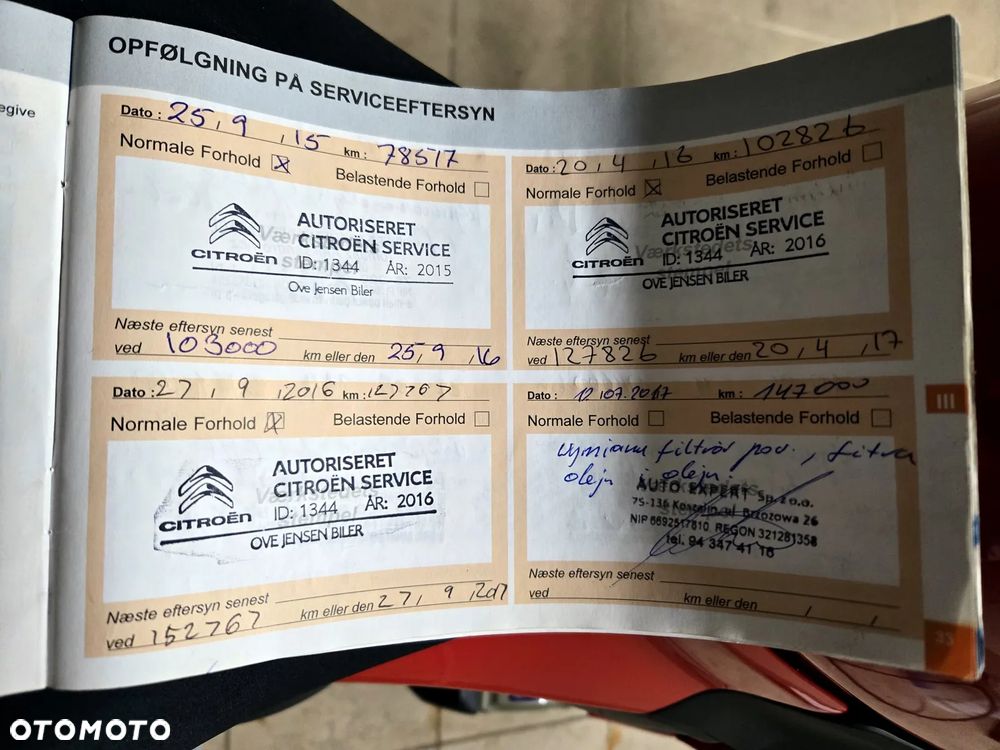 egive
OPFØLGNING PÅ SERVICEEFTERSYN
Dato : 25, 9 , 15 km : 78517
Normale Forhold X
Belastende Forhold
CITROËN
AUTORISERET
CITROËN SERVICE
ID: 1344 ÅR: 2015
Ove Jensen Biler
Næste eftersyn senest
ved 103000 km eller den 25, 9 , 16
Dato : 20, 4 , 16 km : 102826
Normale Forhold X
Belastende Forhold
Værkstedets
CITROËN
AUTORISERET
CITROËN SERVICE
ID: 1344 ÅR: 2016
OVE JENSEN BILER
Næste eftersyn senest
ved 127826 km eller den 20, 4 , 17
Dato : 27, 9 , 2016 km : 127767
Normale Forhold X
Belastende Forhold
CITROËN
AUTORISERET
CITROËN SERVICE
ID: 1344 ÅR: 2016
OVE JENSEN BILER
Næste eftersyn senest
ved 152767 km eller den 27, 9 , 2017
Dato : 12,07.2017 km : 147000
Normale Forhold
Belastende Forhold
wymiana filtrów pow., filtra
oleju i oleju.
AUTO EXPERT Sp. z o.o.
75-136 Koszalin, ul. Brzozowa 26
NIP 6692517810 REGON 321281358
tel. 94 347 41 16
Næste eftersyn senest
ved km eller den , ,
III
33
OTOMOTO